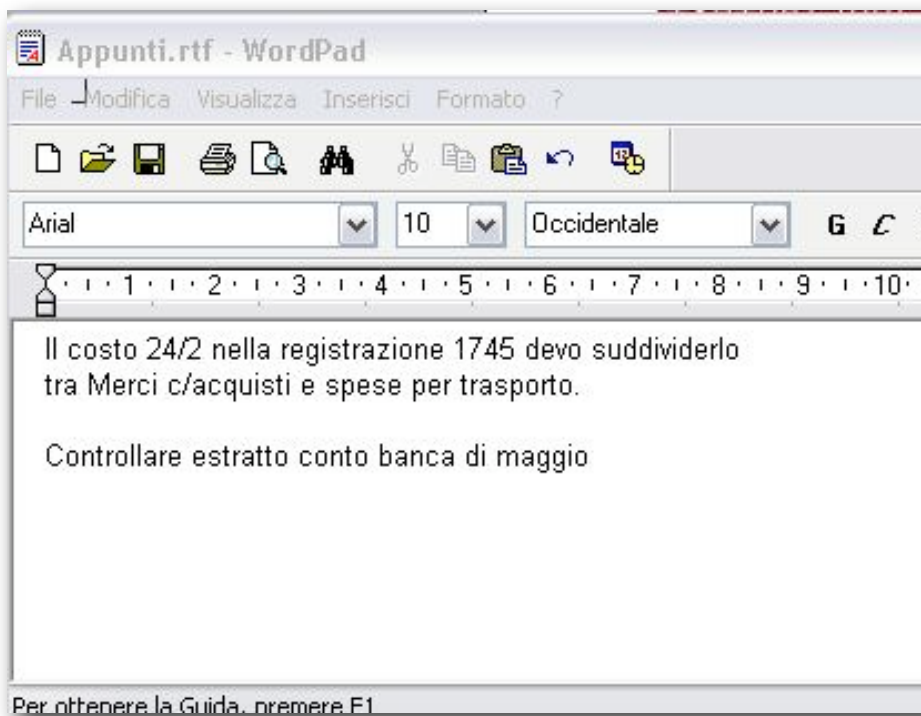 Appunti.rtf - WordPad
File Modifica Visualizza Inserisci Formato ?
Arial 10 Occidentale G C
1 2 3 4 5 6 7 8 9 10
Il costo 24/2 nella registrazione 1745 devo suddividerlo
tra Merci c/acquisti e spese per trasporto.
Controllare estratto conto banca di maggio
Per ottenere la Guida, premere F1